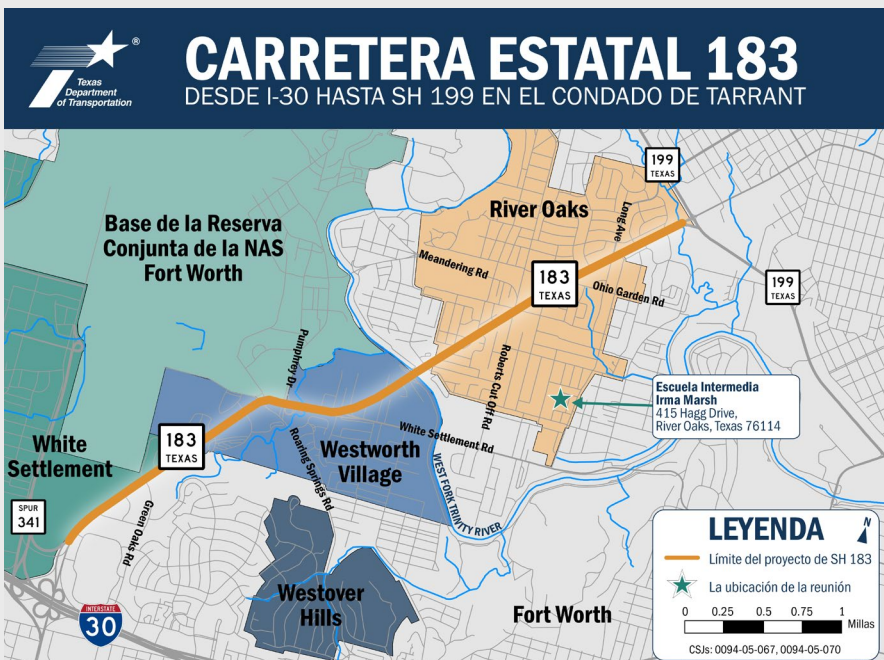 Texas
Department
of Transportation
®
CARRETERA ESTATAL 183
DESDE I-30 HASTA SH 199 EN EL CONDADO DE TARRANT
199
TEXAS
River Oaks
Long Ave
Base de la Reserva
Conjunta de la NAS
Fort Worth
Meandering Rd
183
TEXAS
Ohio Garden Rd
199
TEXAS
Pumphrey Dr
Roberts Cut Off Rd
Escuela Intermedia
Irma Marsh
415 Hagg Drive,
River Oaks, Texas 76114
183
TEXAS
White
Settlement
White Settlement Rd
Westworth
Village
Roaring Springs Rd
WEST FORK TRINITY RIVER
SPUR
341
Green Oaks Rd
Westover
Hills
INTERSTATE
30
Fort Worth
LEYENDA
N
Límite del proyecto de SH 183
La ubicación de la reunión
0 0.25 0.5 0.75 1
Millas
CSJs: 0094-05-067, 0094-05-070